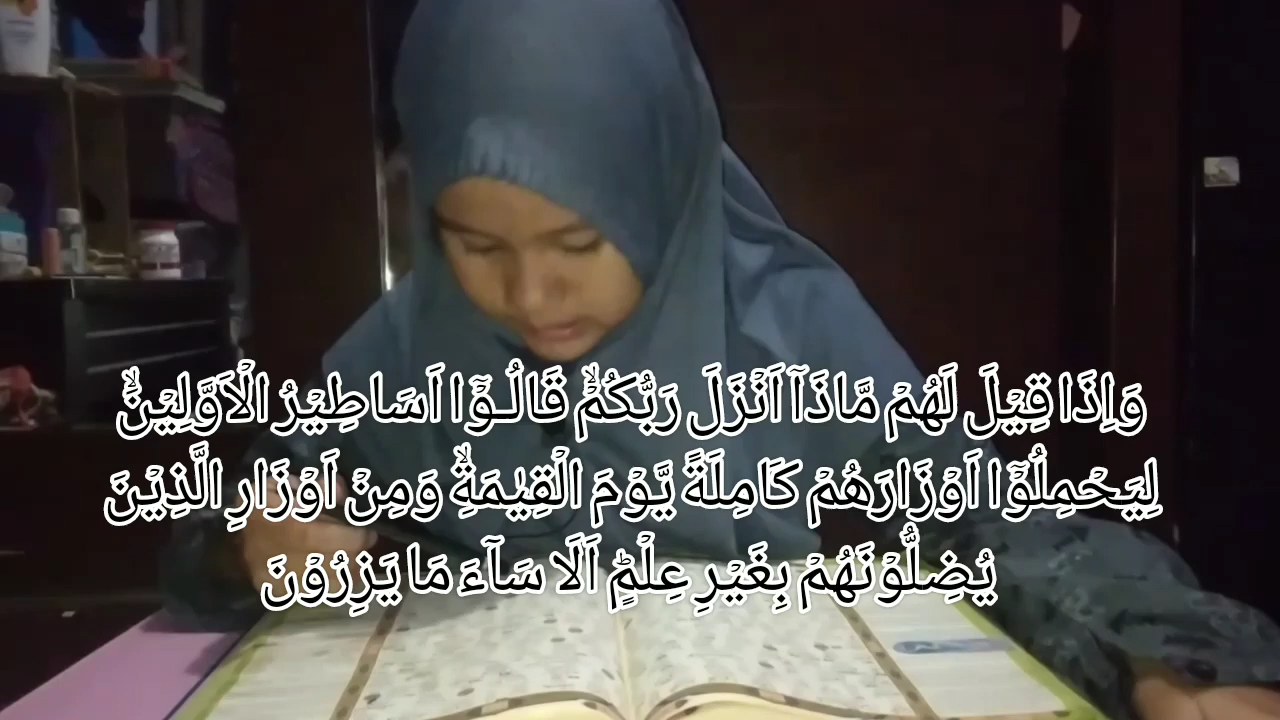 وَاِذَا قِيْلَ لَهُمْ مَّاذَآ اَنْزَلَ رَبُّكُمْۙ قَالُوْٓا اَسَاطِيْرُ الْاَوَّلِيْنَۙ
لِيَحْمِلُوْٓا اَوْزَارَهُمْ كَامِلَةً يَّوْمَ الْقِيٰمَةِۙ وَمِنْ اَوْزَارِ الَّذِيْنَ
يُضِلُّوْنَهُمْ بِغَيْرِ عِلْمٍۗ اَلَا سَآءَ مَا يَزِرُوْنَ